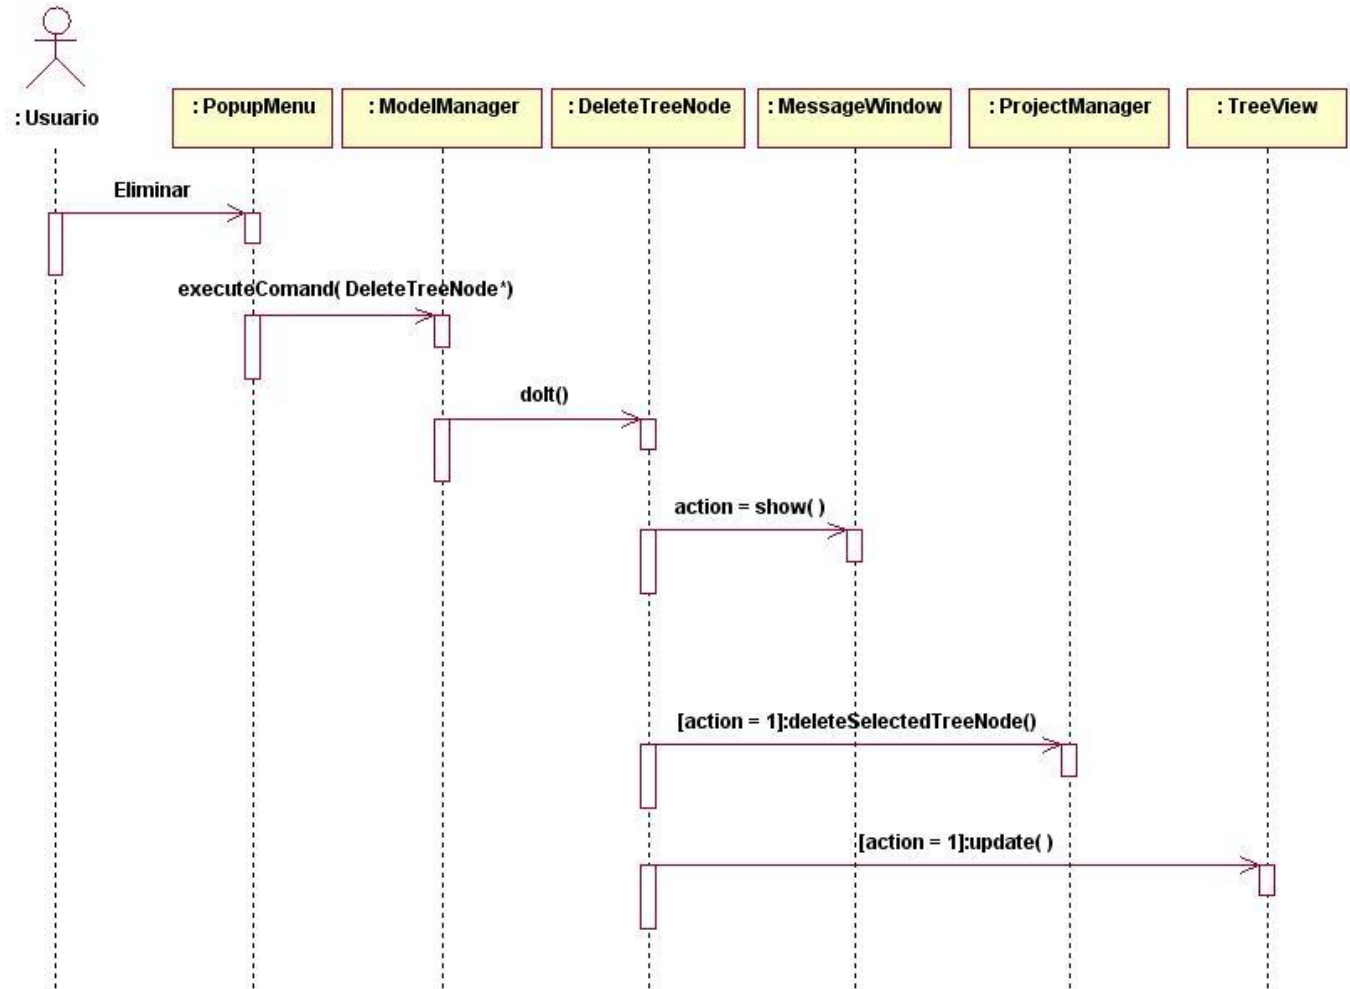 : Usuario
: PopupMenu
: ModelManager
: DeleteTreeNode
: MessageWindow
: ProjectManager
: TreeView
Eliminar
executeComand( DeleteTreeNode*)
doIt()
action = show( )
[action = 1]:deleteSelectedTreeNode()
[action = 1]:update( )